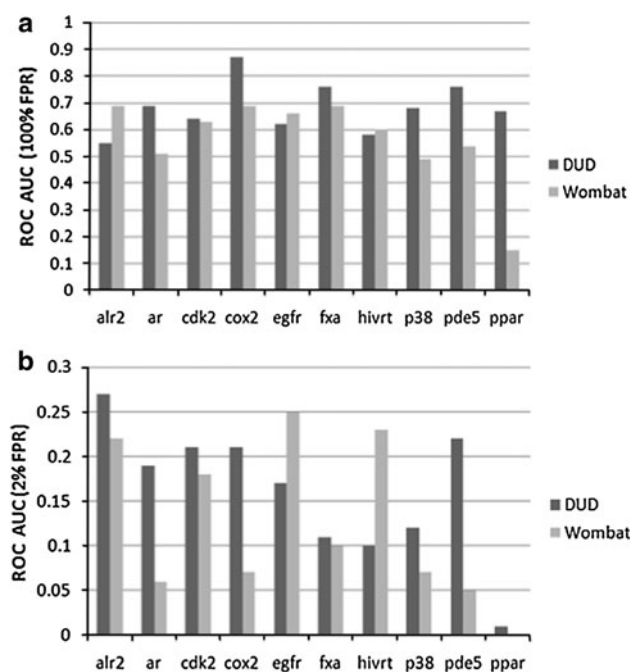 a
ROC AUC (100% FPR)
1
0.9
0.8
0.7
0.6
0.5
0.4
0.3
0.2
0.1
0
alr2 ar cdk2 cox2 egfr fxa hivrt p38 pde5 ppar
DUD
Wombat
b
ROC AUC (2% FPR)
0.3
0.25
0.2
0.15
0.1
0.05
0
alr2 ar cdk2 cox2 egfr fxa hivrt p38 pde5 ppar
DUD
Wombat